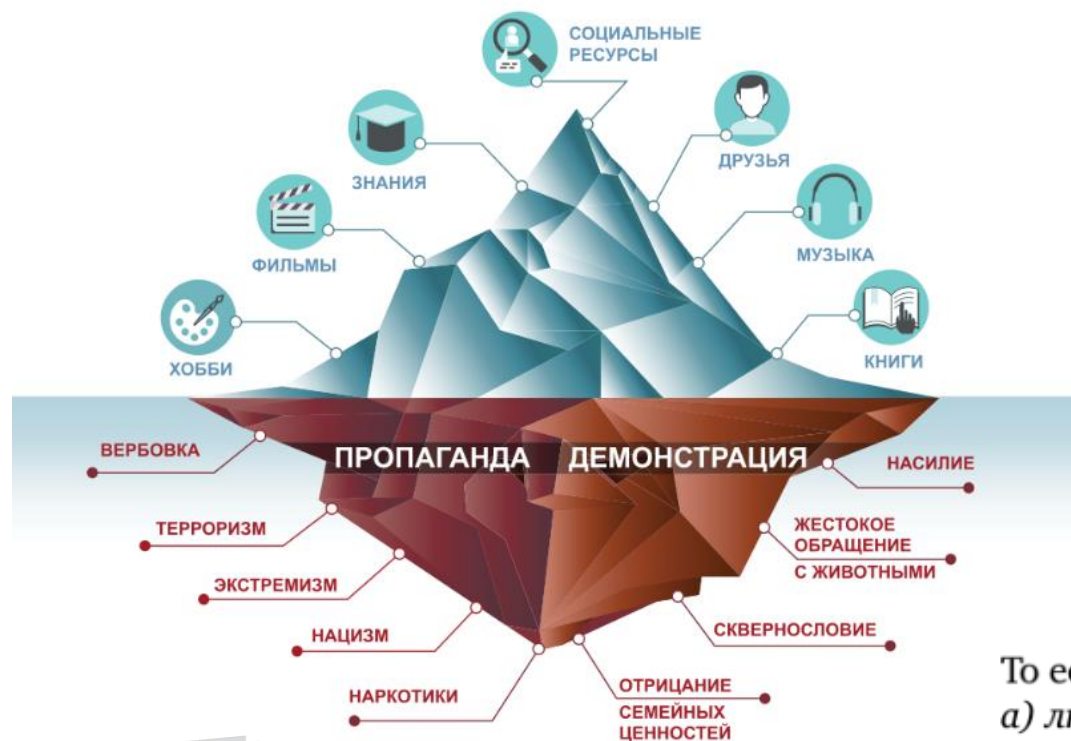 СОЦИАЛЬНЫЕ
РЕСУРСЫ
ДРУЗЬЯ
ЗНАНИЯ
МУЗЫКА
ФИЛЬМЫ
КНИГИ
ХОББИ
ПРОПАГАНДА ДЕМОНСТРАЦИЯ
ВЕРБОВКА
НАСИЛИЕ
ТЕРРОРИЗМ
ЖЕСТОКОЕ
ОБРАЩЕНИЕ
С ЖИВОТНЫМИ
ЭКСТРЕМИЗМ
НАЦИЗМ
СКВЕРНОСЛОВИЕ
НАРКОТИКИ
ОТРИЦАНИЕ
СЕМЕЙНЫХ
ЦЕННОСТЕЙ
То
а)